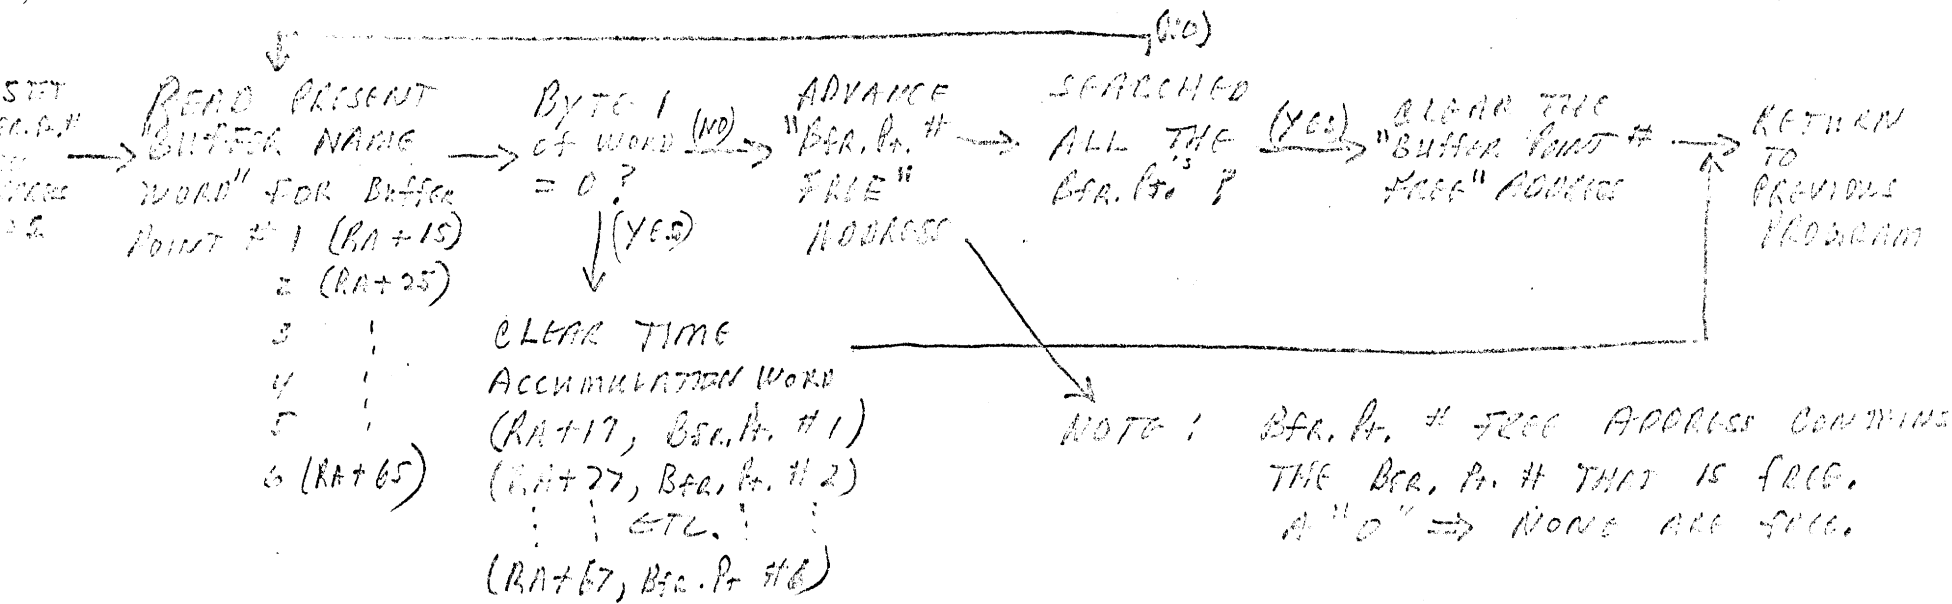 (NO)
READ PRESENT
"BUFFER NAME
WORD" FOR BUFFER
POINT # 1 (RA+15)
2 (RA+25)
3
4
5
6 (RA+65)
BYTE 1
OF WORD
= 0 ?
(NO)
(YES)
CLEAR TIME
ACCUMULATION WORD
(RA+17, BFR. PT. # 1)
(RA+27, BFR. PT. # 2)
ETC.
(RA+67, BFR. PT #6)
ADVANCE
"BFR. PT. #
FREE"
ADDRESS
SEARCHED
ALL THE
BFR. PT.'S ?
(YES)
CLEAR THE
"BUFFER POINT #
FREE" ADDRESS
RETURN
TO
PREVIOUS
PROGRAM
NOTE : BFR. PT. # FREE ADDRESS CONTAINS
THE BFR. PT. # THAT IS FREE.
A "0" ⇒ NONE ARE FREE.